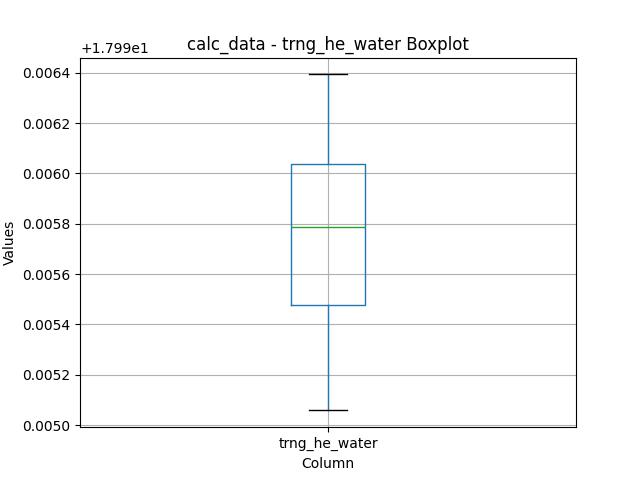 calc_data - trng_he_water Boxplot
+1.799e1
0.0064
0.0062
0.0060
0.0058
0.0056
0.0054
0.0052
0.0050
Values
trng_he_water
Column